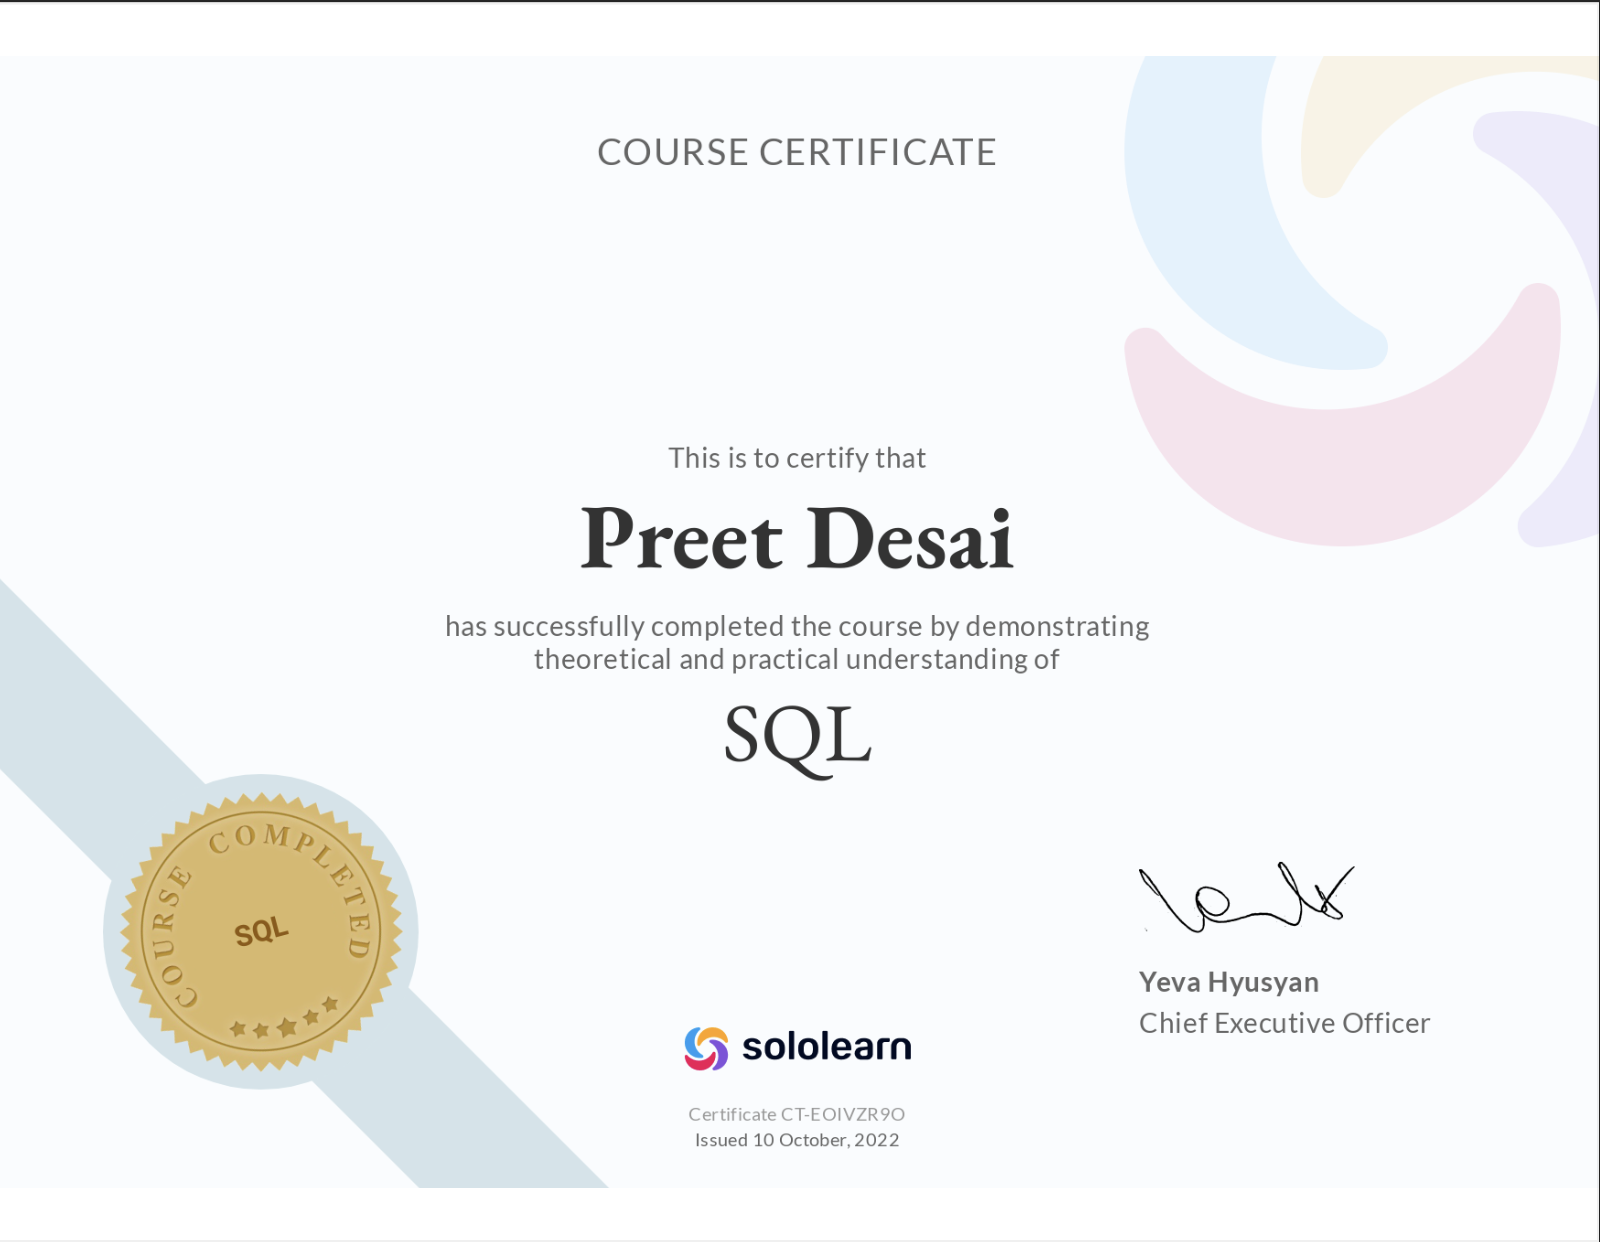 COURSE CERTIFICATE
This is to certify that
Preet Desai
has successfully completed the course by demonstrating
theoretical and practical understanding of
SQL
COURSE COMPLETED
SQL
Yeva Hyusyan
Chief Executive Officer
sololearn
Certificate CT-EOIVZR9O
Issued 10 October, 2022